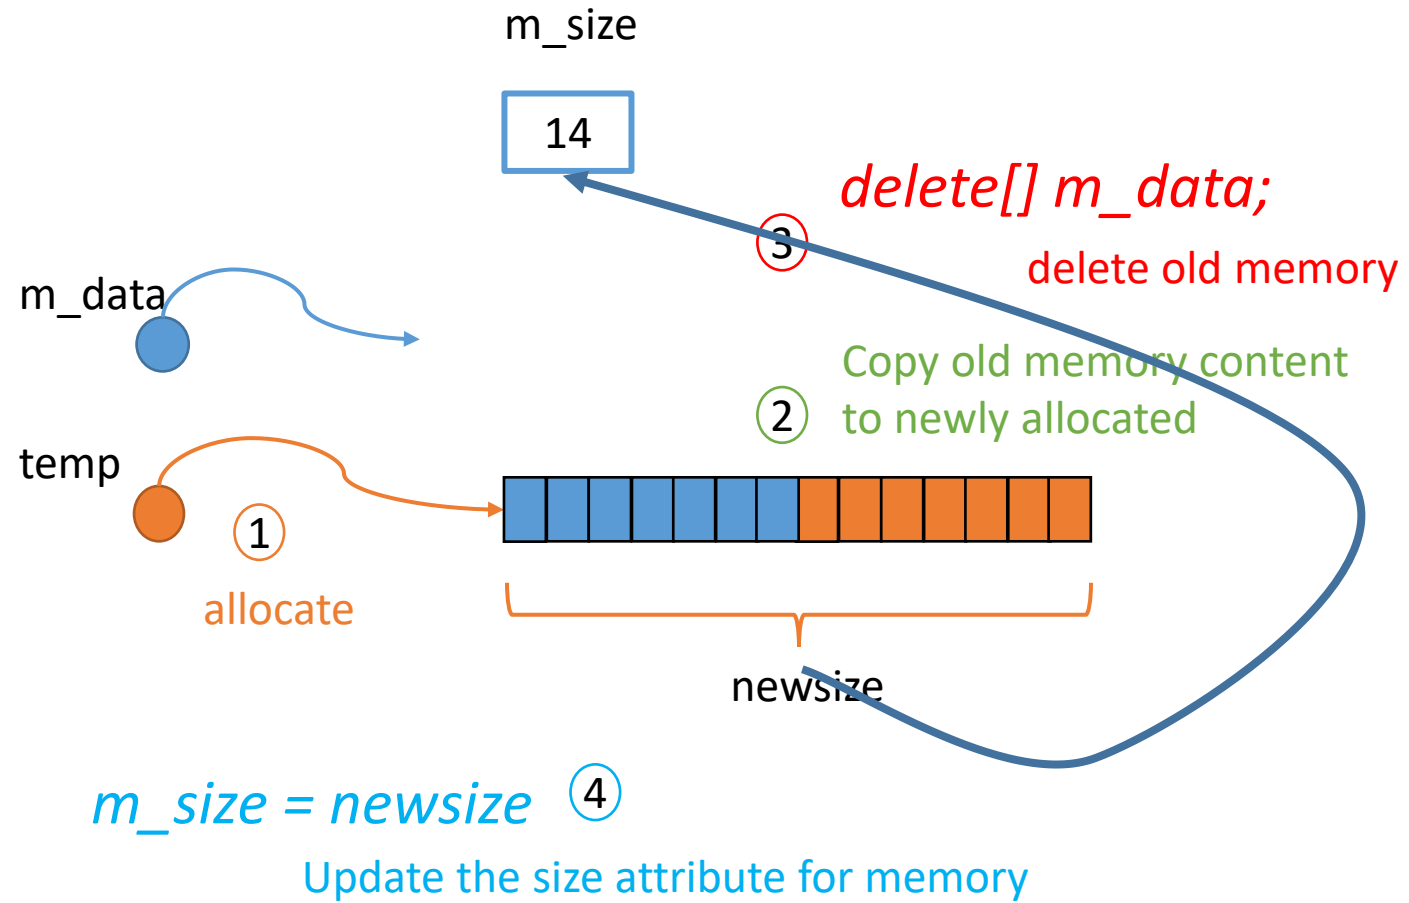 m_size
14
delete[] m_data;
3
delete old memory
m_data
Copy old memory content
2
to newly allocated
temp
1
allocate
newsize
m_size = newsize
4
Update the size attribute for memory